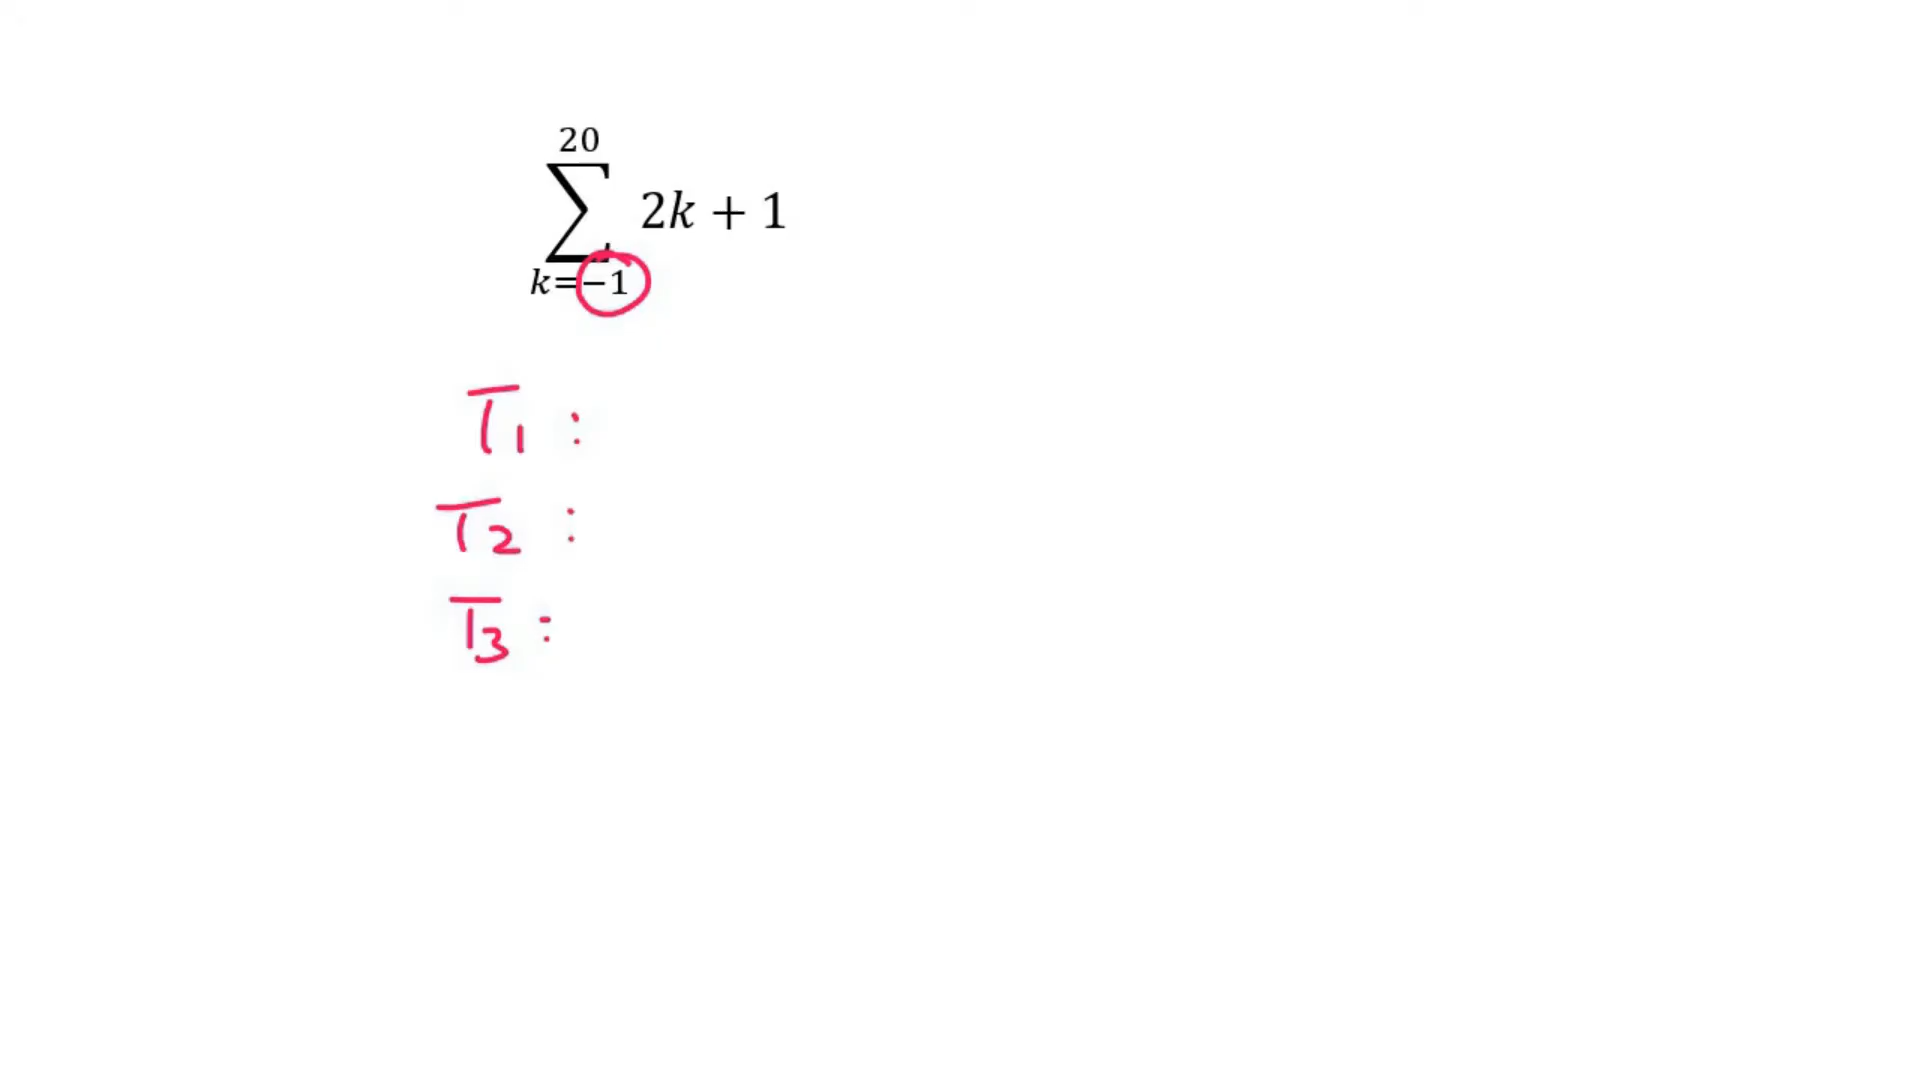 20
∑ 2k + 1
k=−1
T1 :
T2 :
T3 :